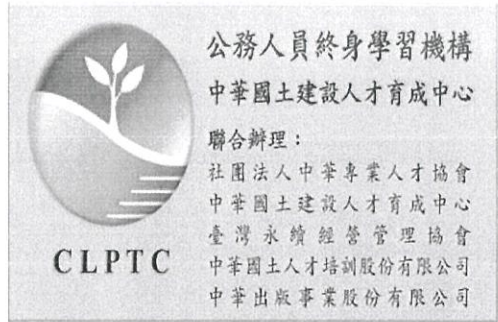 公務人員終身學習機構
中華國土建設人才育成中心
聯合辦理：
社團法人中華專業人才協會
中華國土建設人才育成中心
臺灣永續經營管理協會
中華國土人才培訓股份有限公司
中華出版事業股份有限公司
CLPTC